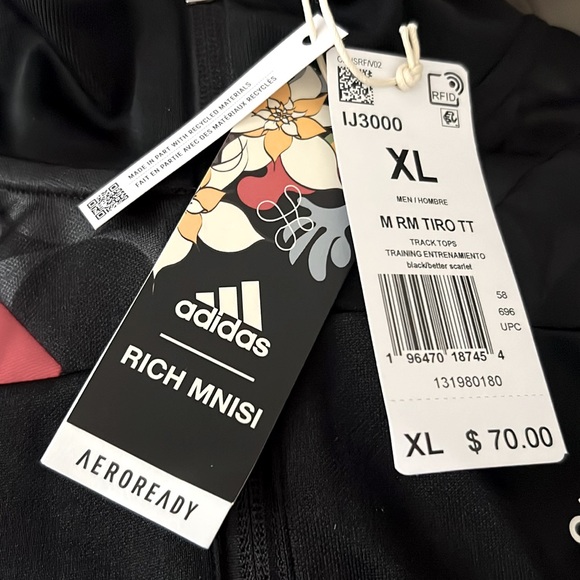 MADE IN PART WITH RECYCLED MATERIALS
FAIT EN PARTIE AVEC DES MATÉRIAUX RECYCLÉS
adidas
RICH MNISI
AEROREADY
RFID
IJ3000
XL
MEN / HOMBRE
M RM TIRO TT
TRACK TOPS
TRAINING ENTRENAMIENTO
black/better scarlet
58
696
UPC
1 96470 18745 4
131980180
XL $ 70.00